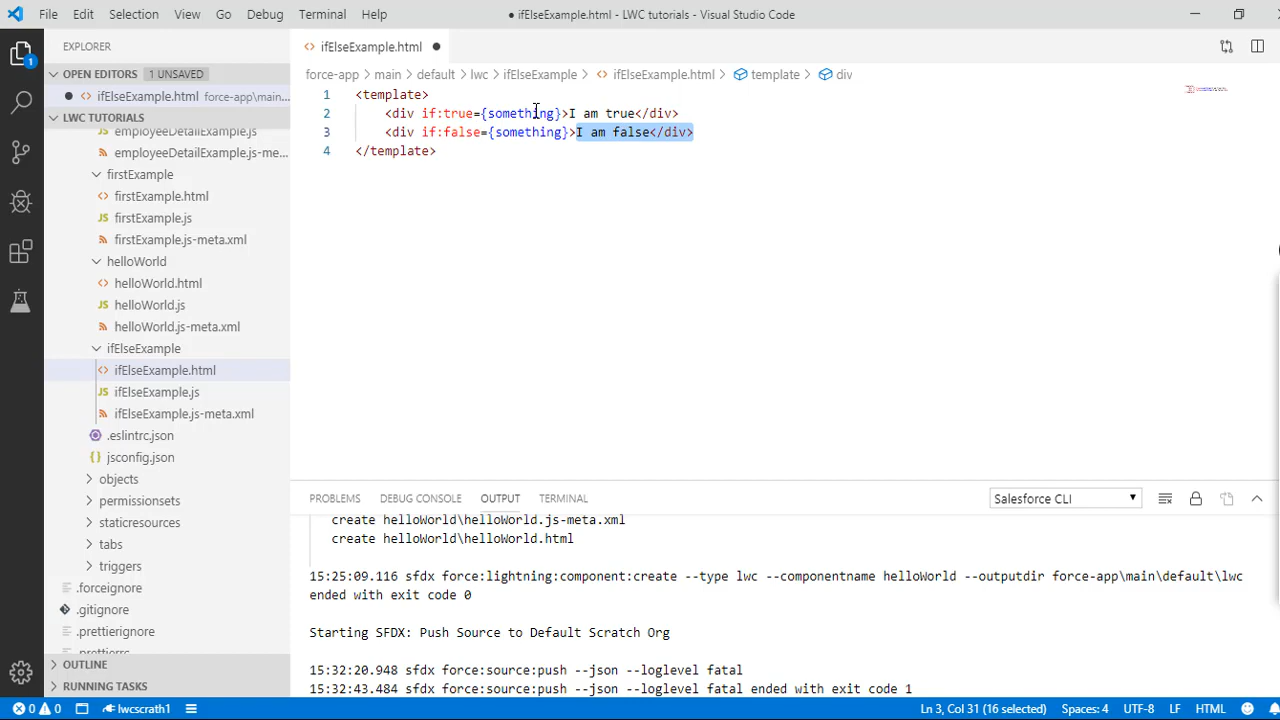 File Edit Selection View Go Debug Terminal Help ● ifElseExample.html - LWC tutorials - Visual Studio Code
EXPLORER
OPEN EDITORS 1 UNSAVED
● ifElseExample.html force-app\main...
LWC TUTORIALS
employeeDetailExample.js
employeeDetailExample.js-me...
firstExample
firstExample.html
firstExample.js
firstExample.js-meta.xml
helloWorld
helloWorld.html
helloWorld.js
helloWorld.js-meta.xml
ifElseExample
ifElseExample.html
ifElseExample.js
ifElseExample.js-meta.xml
.eslintrc.json
jsconfig.json
objects
permissionsets
staticresources
tabs
triggers
.forceignore
.gitignore
.prettierignore
.prettierrc
OUTLINE
RUNNING TASKS
ifElseExample.html ●
force-app > main > default > lwc > ifElseExample > ifElseExample.html > template > div
1 <template>
2 <div if:true={something}>I am true</div>
3 <div if:false={something}>I am false</div>
4 </template>
PROBLEMS DEBUG CONSOLE OUTPUT TERMINAL Salesforce CLI
create helloWorld\helloWorld.js-meta.xml
create helloWorld\helloWorld.html
15:25:09.116 sfdx force:lightning:component:create --type lwc --componentname helloWorld --outputdir force-app\main\default\lwc
ended with exit code 0
Starting SFDX: Push Source to Default Scratch Org
15:32:20.948 sfdx force:source:push --json --loglevel fatal
15:32:43.484 sfdx force:source:push --json --loglevel fatal ended with exit code 1
0 0 lwcscrath1 Ln 3, Col 31 (16 selected) Spaces: 4 UTF-8 LF HTML